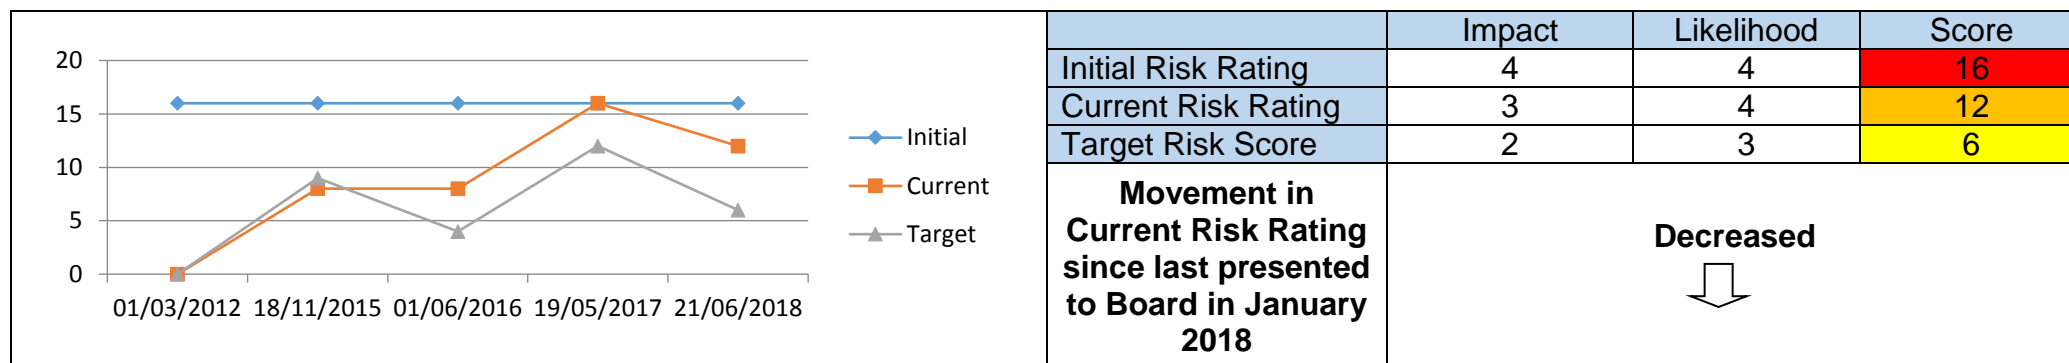 20
15
10
5
0
01/03/2012 18/11/2015 01/06/2016 19/05/2017 21/06/2018
Initial
Current
Target
Impact Likelihood Score
Initial Risk Rating 4 4 16
Current Risk Rating 3 4 12
Target Risk Score 2 3 6
Movement in
Current Risk Rating
since last presented
to Board in January
2018
Decreased